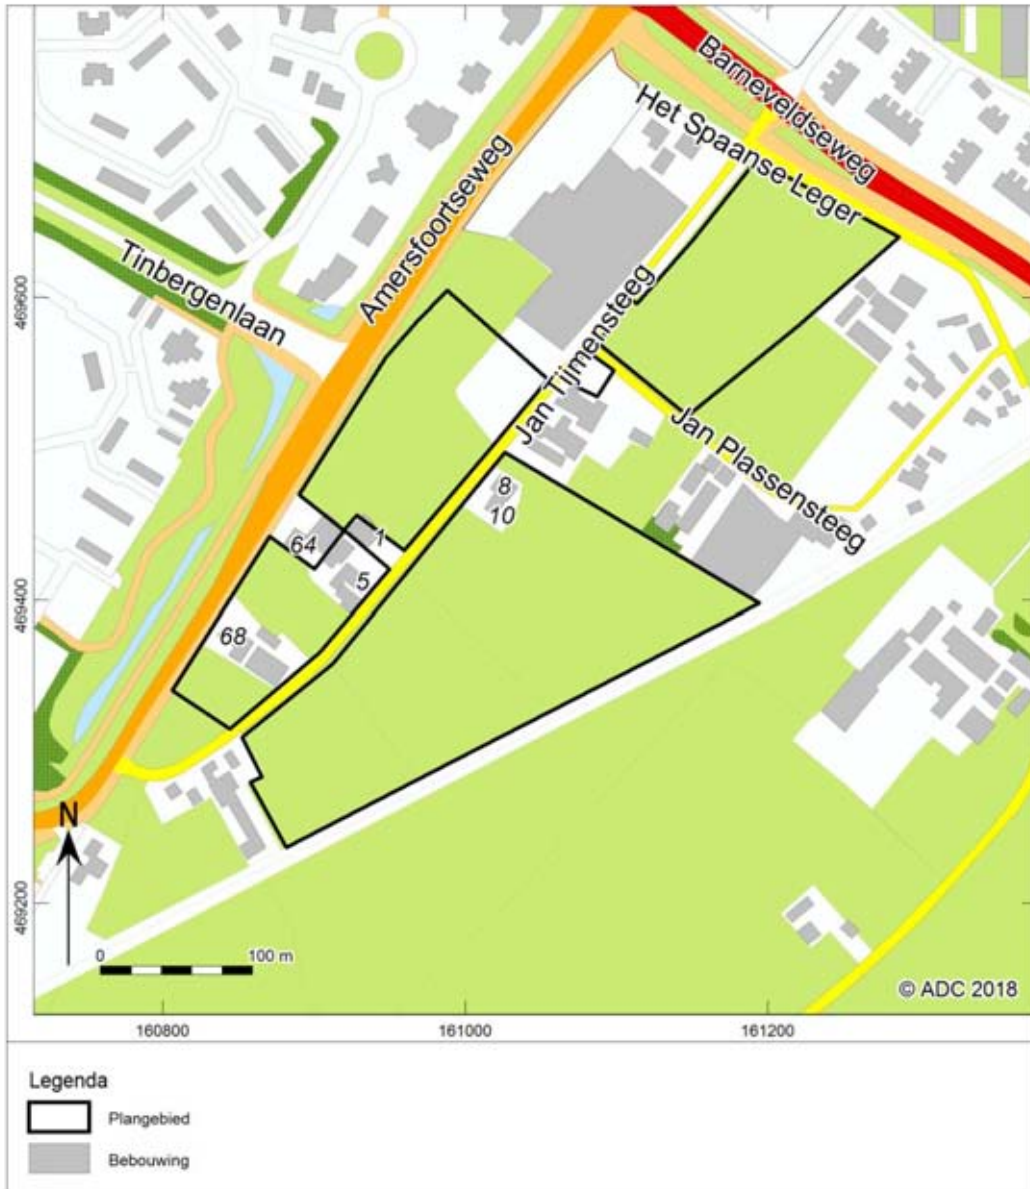 Barneveldseweg
Het Spaanse Leger
Amersfoortseweg
Tinbergenlaan
Jan Tijmensteeg
Jan Plassensteeg
8
10
1
64
5
68
469600
469400
469200
N
0 100 m
© ADC 2018
160800 161000 161200
Legenda
Plangebied
Bebouwing